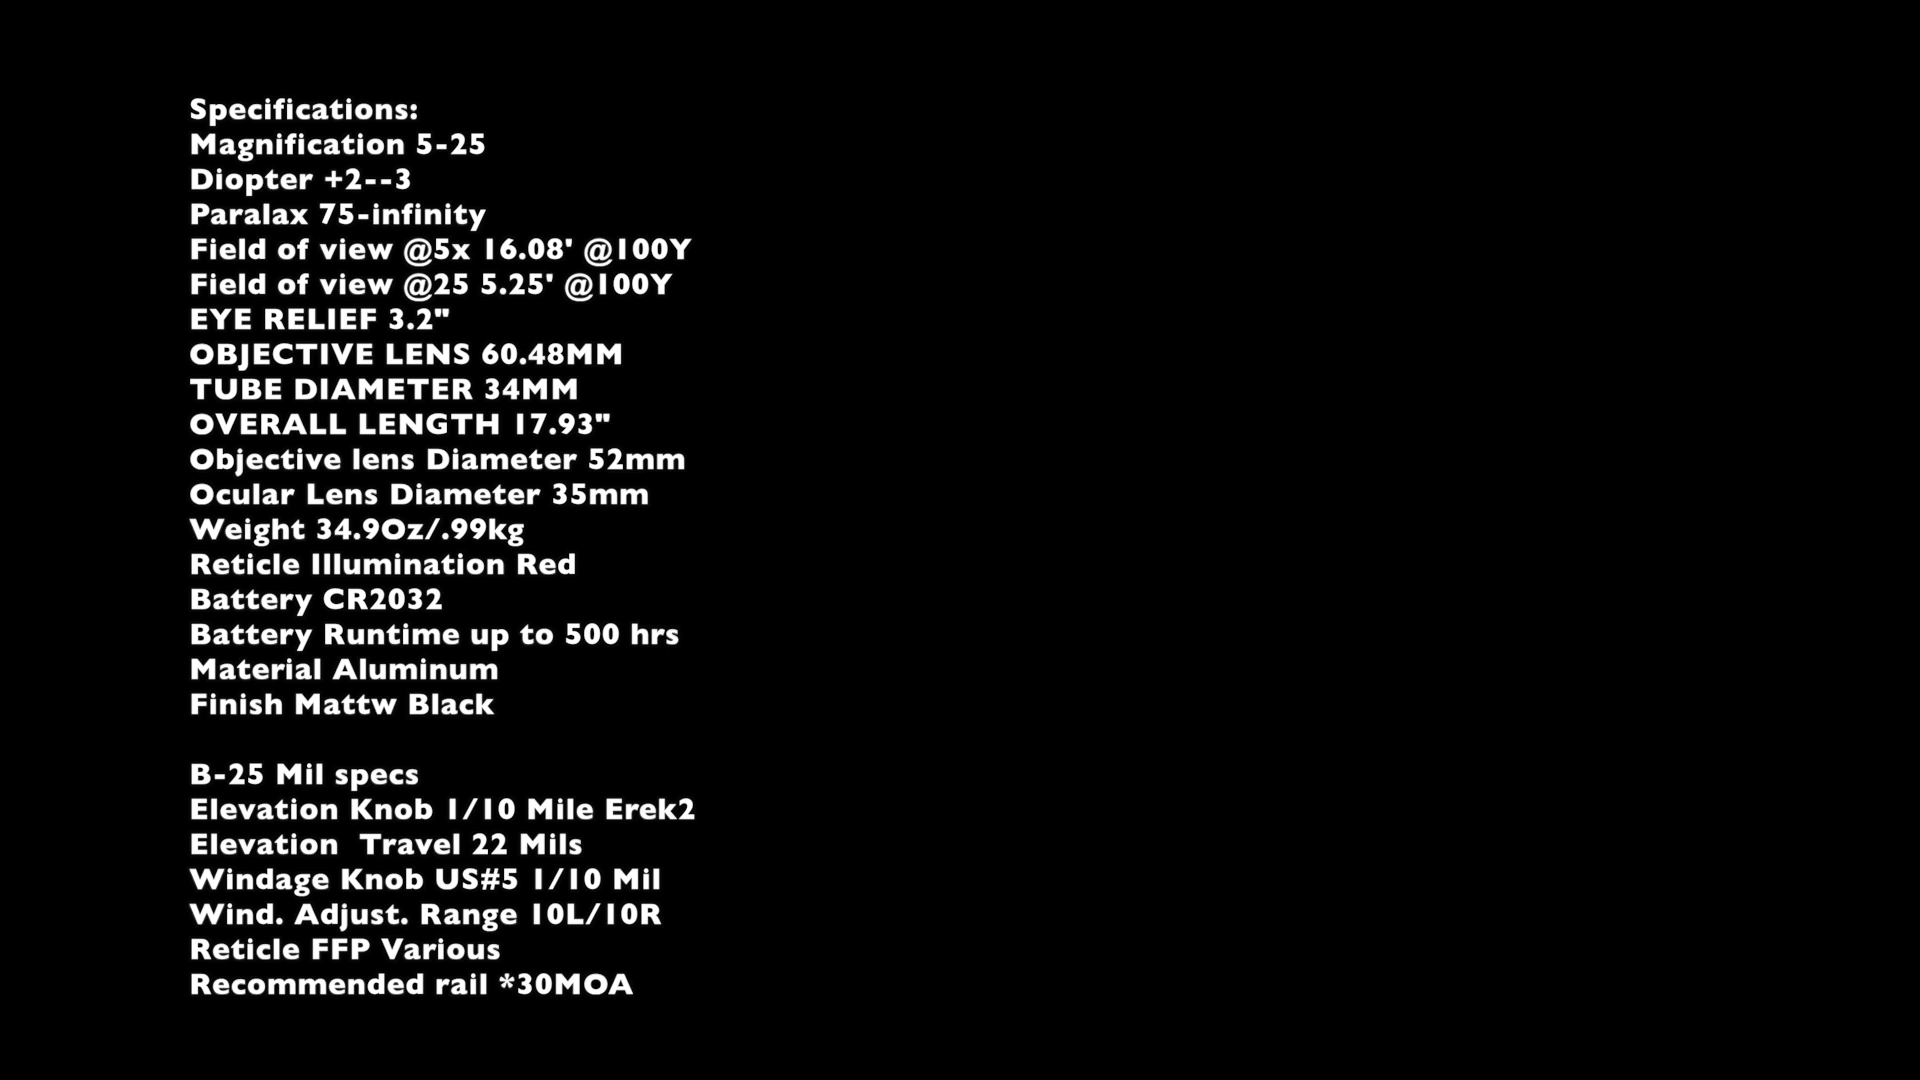 Specifications:
Magnification 5-25
Diopter +2--3
Paralax 75-infinity
Field of view @5x 16.08' @100Y
Field of view @25 5.25' @100Y
EYE RELIEF 3.2"
OBJECTIVE LENS 60.48MM
TUBE DIAMETER 34MM
OVERALL LENGTH 17.93"
Objective lens Diameter 52mm
Ocular Lens Diameter 35mm
Weight 34.9Oz/.99kg
Reticle Illumination Red
Battery CR2032
Battery Runtime up to 500 hrs
Material Aluminum
Finish Mattw Black

B-25 Mil specs
Elevation Knob 1/10 Mile Erek2
Elevation  Travel 22 Mils
Windage Knob US#5 1/10 Mil
Wind. Adjust. Range 10L/10R
Reticle FFP Various
Recommended rail *30MOA